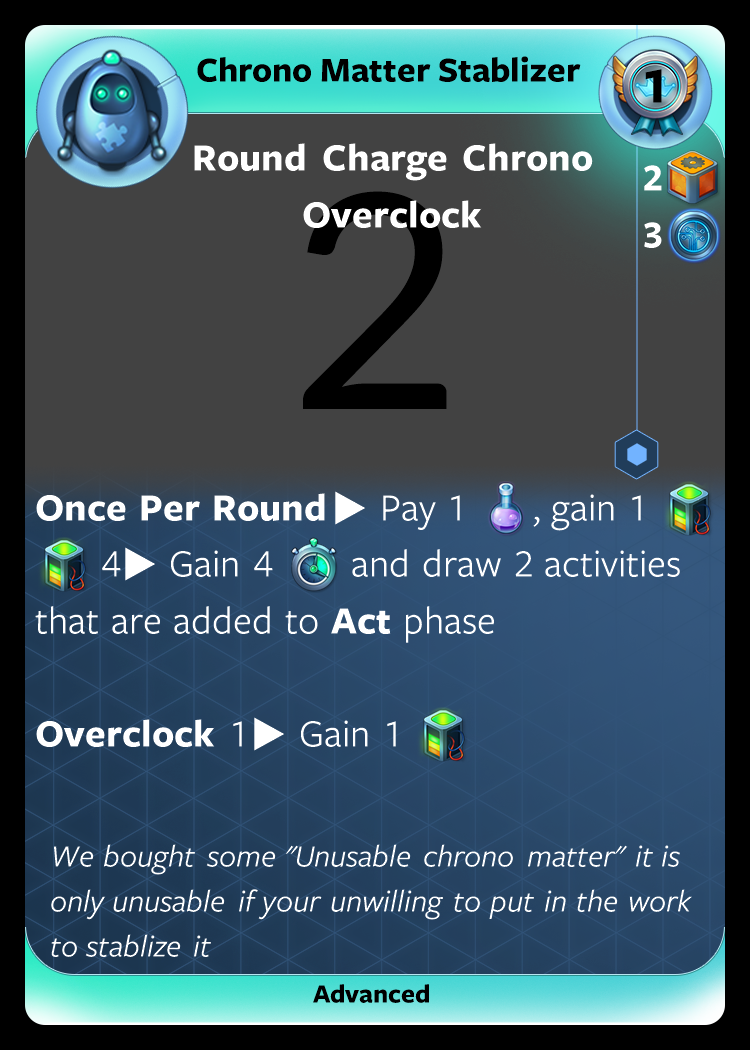 Chrono Matter Stablizer
1
Round Charge Chrono
Overclock
2
3
2
Once Per Round▶ Pay 1 , gain 1
4▶ Gain 4 and draw 2 activities
that are added to Act phase
Overclock 1▶ Gain 1
We bought some "Unusable chrono matter" it is
only unusable if your unwilling to put in the work
to stablize it
Advanced